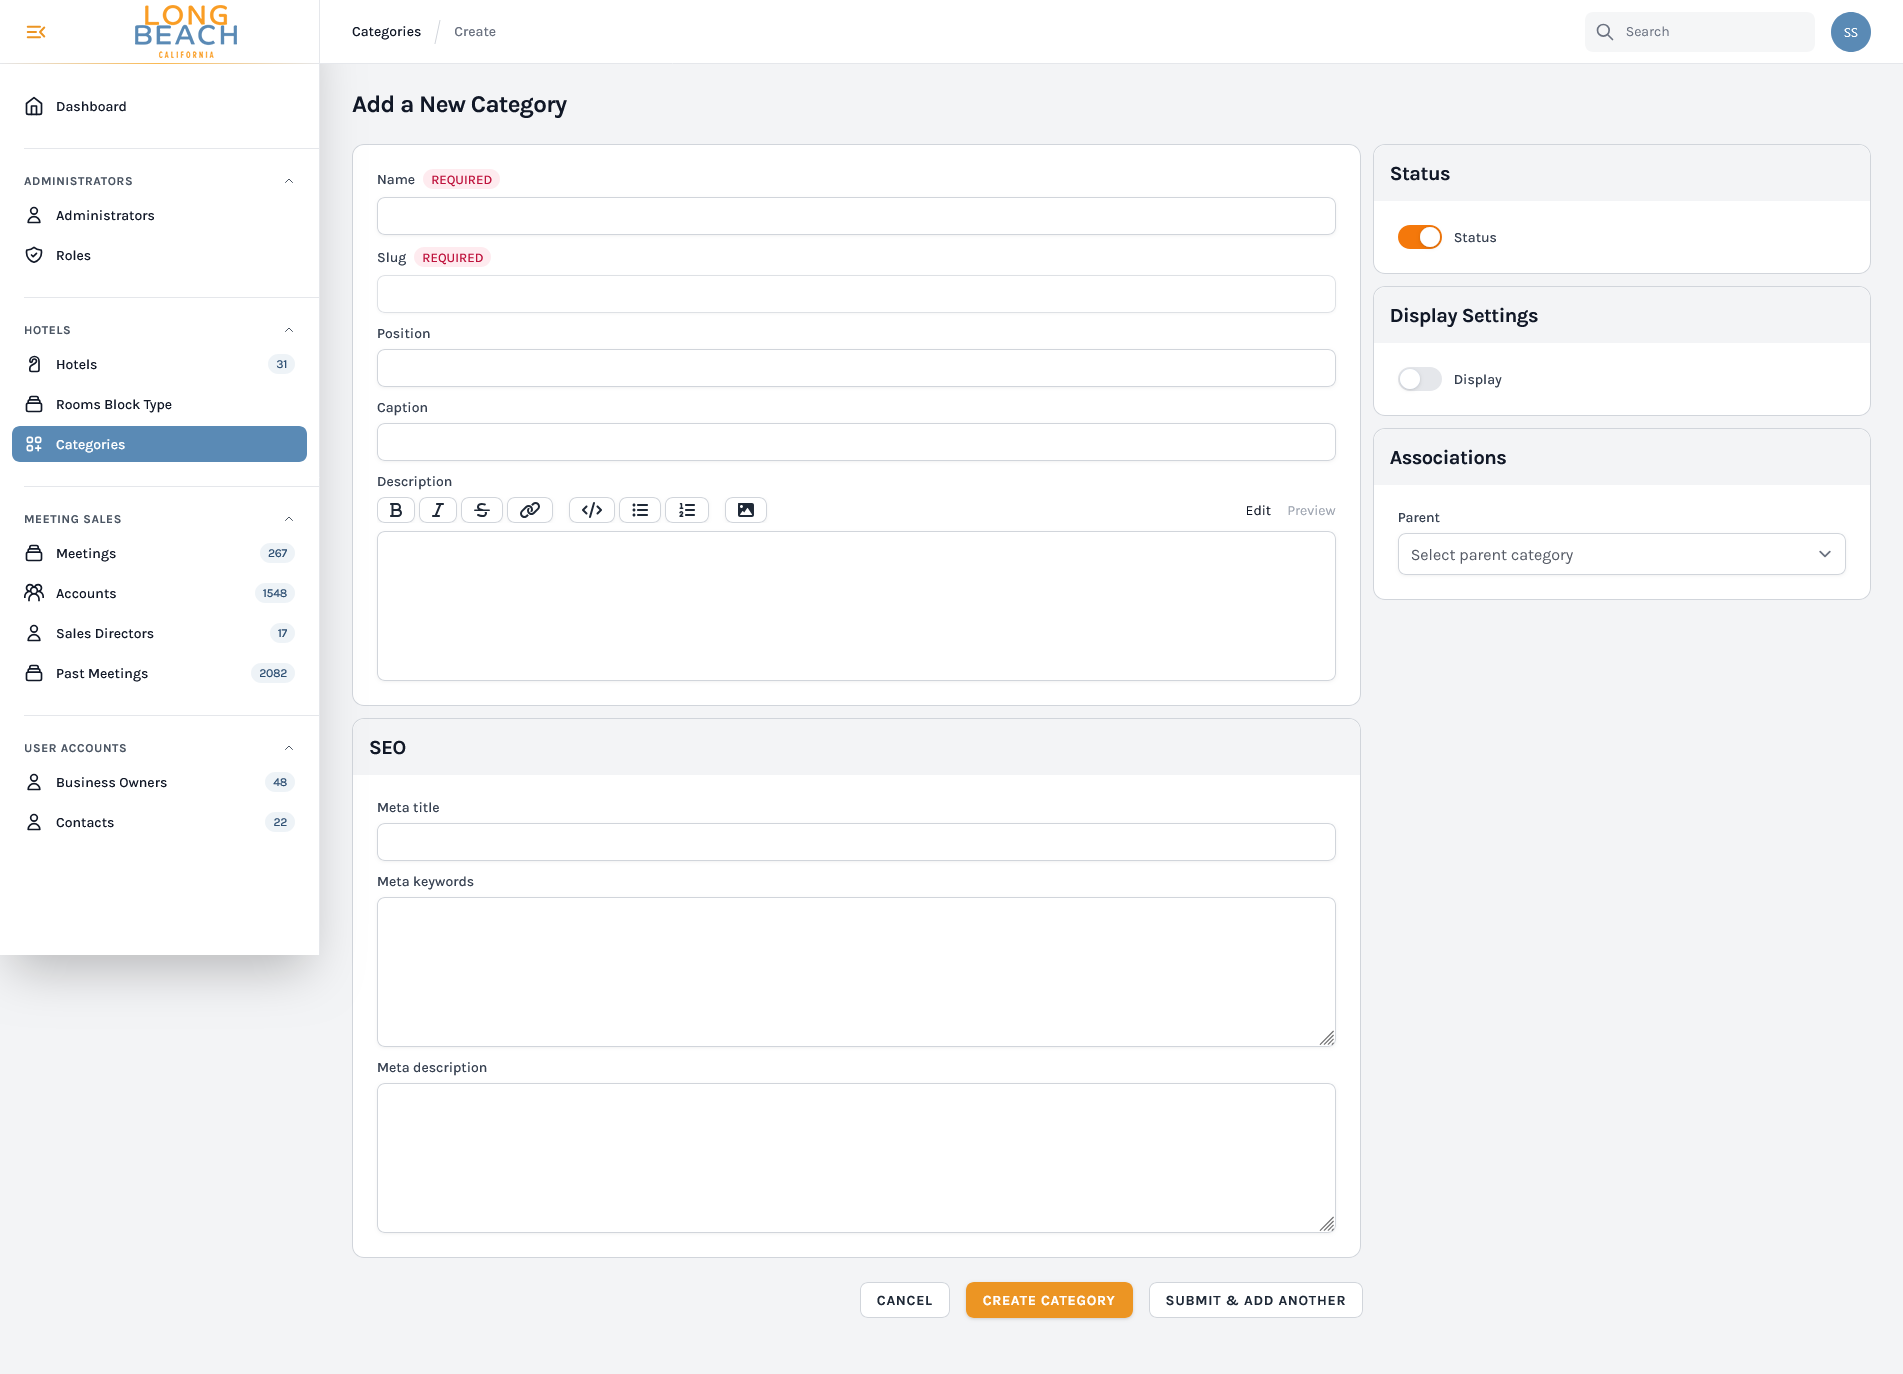 LONG
BEACH
CALIFORNIA
Categories / Create
Search
SS
Dashboard
ADMINISTRATORS
Administrators
Roles
HOTELS
Hotels 31
Rooms Block Type
Categories
MEETING SALES
Meetings 267
Accounts 1548
Sales Directors 17
Past Meetings 2082
USER ACCOUNTS
Business Owners 48
Contacts 22
Add a New Category
Name REQUIRED
Slug REQUIRED
Position
Caption
Description
Edit Preview
SEO
Meta title
Meta keywords
Meta description
CANCEL
CREATE CATEGORY
SUBMIT & ADD ANOTHER
Status
Status
Display Settings
Display
Associations
Parent
Select parent category